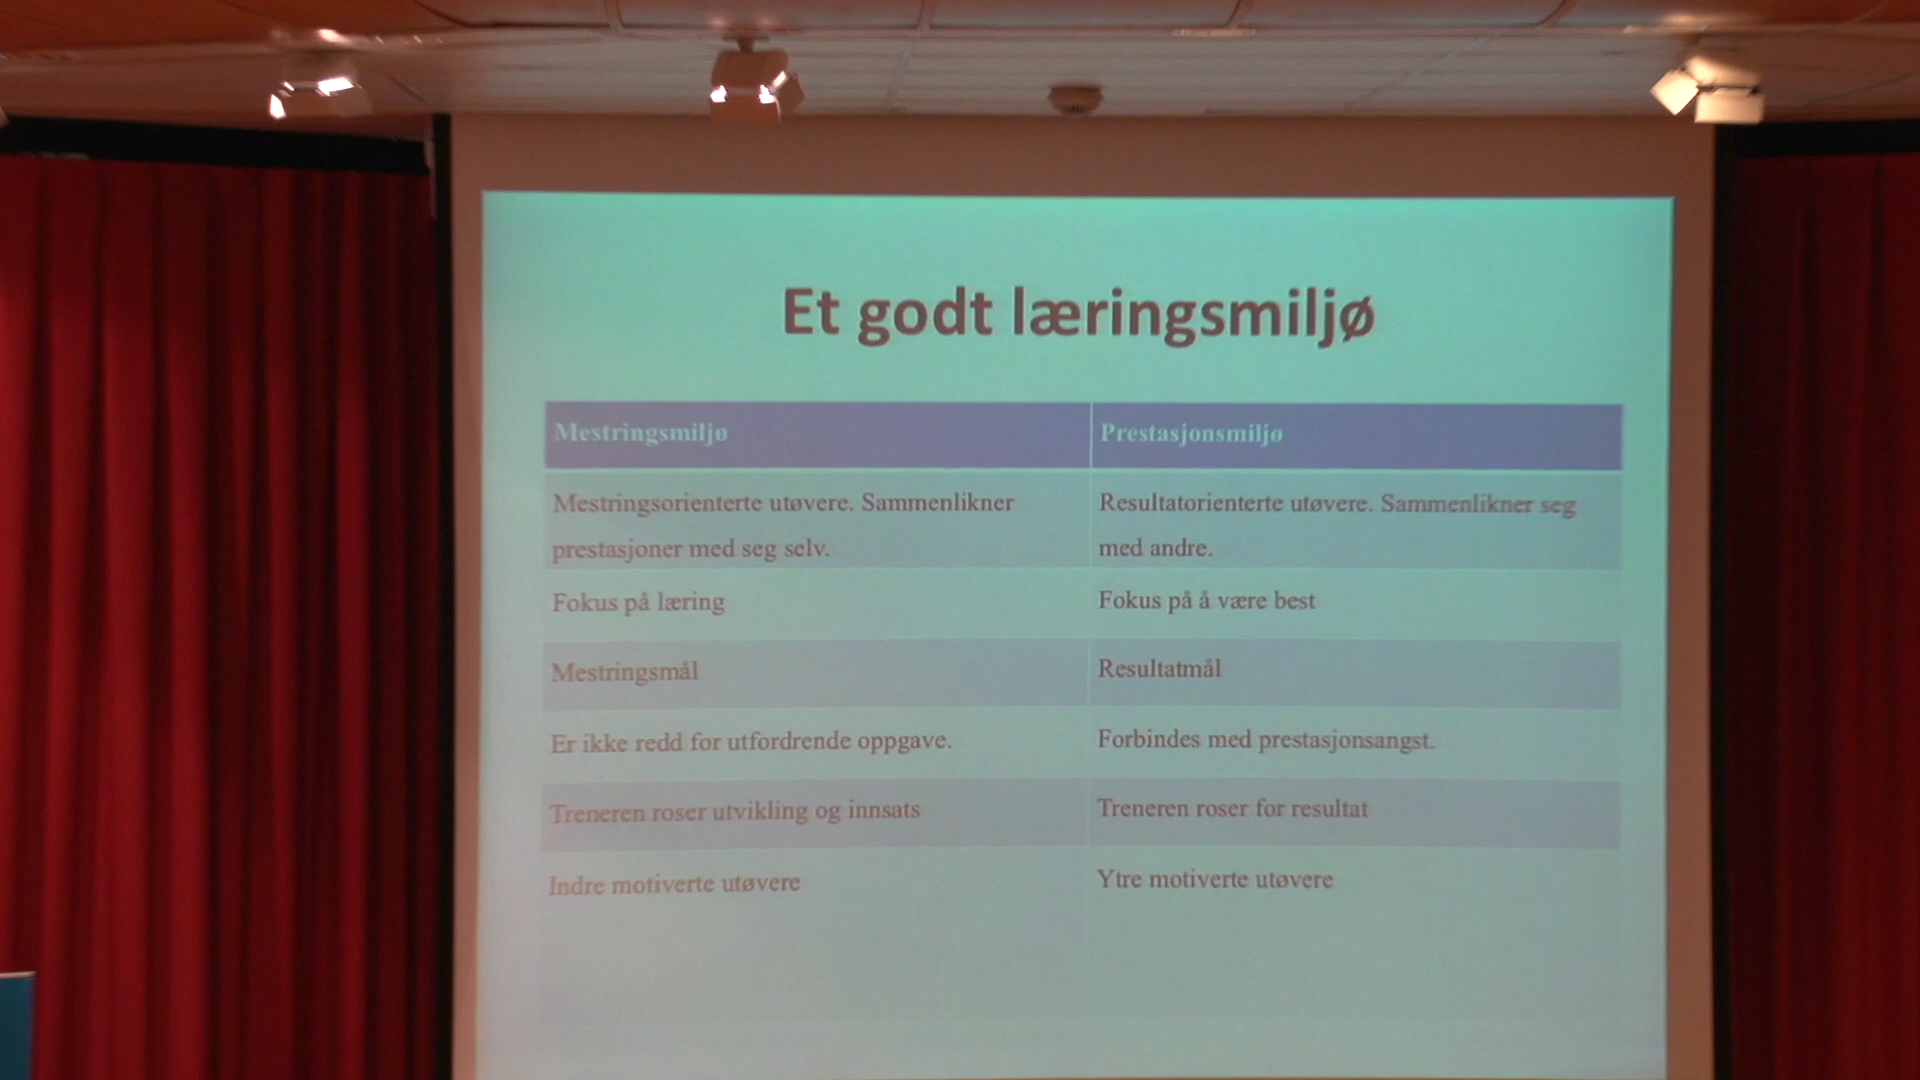 Et godt læringsmiljø
Mestringsmiljø
Prestasjonsmiljø
Mestringsorienterte utøvere. Sammenlikner
prestasjoner med seg selv.
Resultatorienterte utøvere. Sammenlikner seg
med andre.
Fokus på læring
Fokus på å være best
Mestringsmål
Resultatmål
Er ikke redd for utfordrende oppgave.
Forbindes med prestasjonsangst.
Treneren roser utvikling og innsats
Treneren roser for resultat
Indre motiverte utøvere
Ytre motiverte utøvere